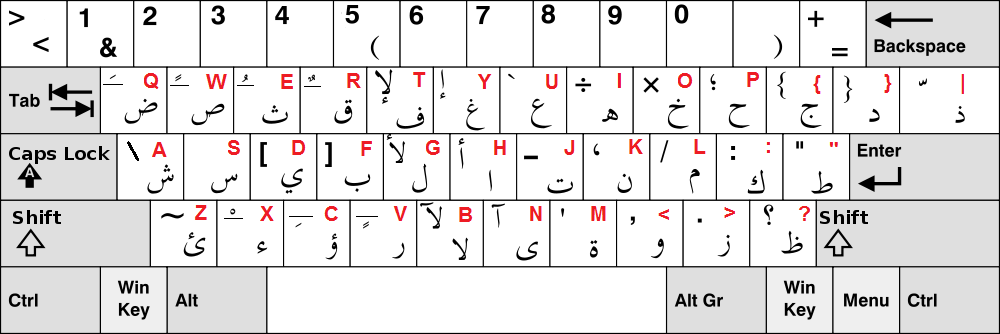 > < 1 & 2 3 4 5 ( 6 7 8 9 0 ) + = Backspace
Tab َ Q ض ً W ص ُ E ث ٌ R ق لإ T ف إ Y غ ` U ع ÷ I ه × O خ ؛ P ح { { ج } } د ّ | ذ
Caps Lock A \ A ش S س [ D ي ] F ب لأ G ل أ H ا ـ J ت ، K ن / L م : : ك " " ط Enter
Shift ~ Z ئ ْ X ء ِ C ؤ ٍ V ر لآ B لا آ N ى ' M ة , < و . > ز ؟ ? ظ Shift
Ctrl Win Key Alt Alt Gr Win Key Menu Ctrl